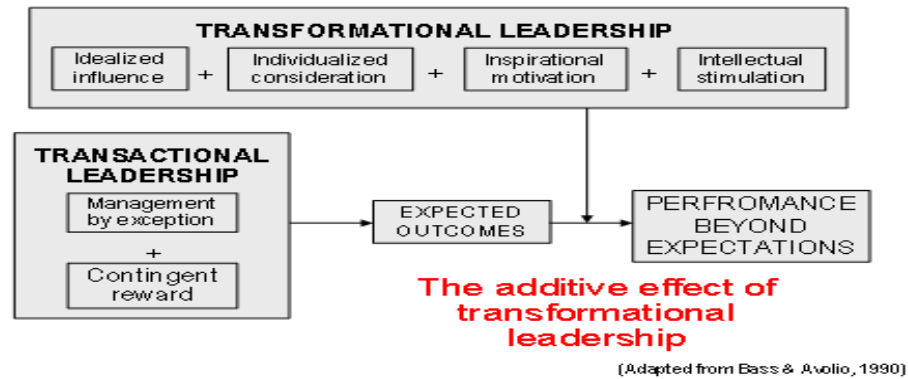 TRANSFORMATIONAL LEADERSHIP
Idealized
influence
+
Individualized
consideration
+
Inspirational
motivation
+
Intellectual
stimulation
TRANSACTIONAL
LEADERSHIP
Management
by exception
+
Contingent
reward
EXPECTED
OUTCOMES
PERFROMANCE
BEYOND
EXPECTATIONS
The additive effect of
transformational
leadership
(Adapted from Bass & Avolio, 1990)